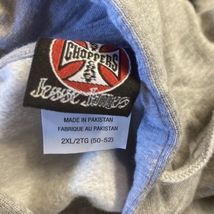 CHOPPERS
Jesse James
MADE IN PAKISTAN
FABRIQUE AU PAKISTAN
2XL/2TG (50-52)